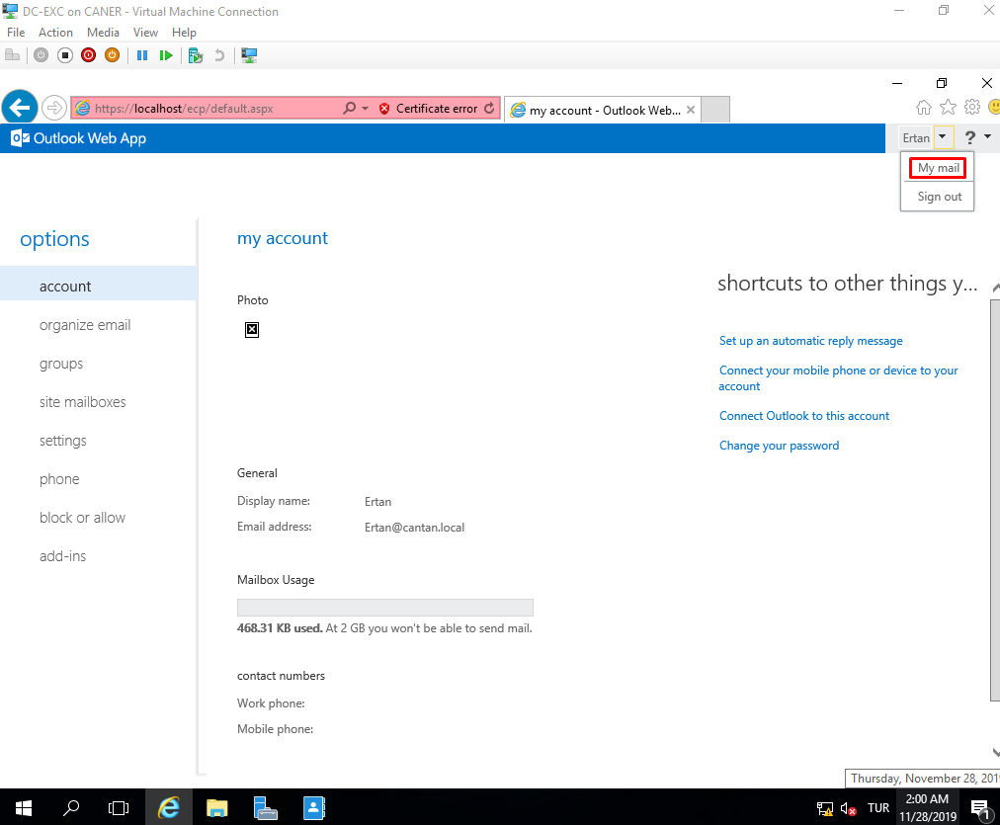 DC-EXC on CANER - Virtual Machine Connection
File Action Media View Help
https://localhost/ecp/default.aspx
Certificate error
my account - Outlook Web...
Outlook Web App
Ertan
?
My mail
Sign out
options
account
organize email
groups
site mailboxes
settings
phone
block or allow
add-ins
my account
Photo
General
Display name: Ertan
Email address: Ertan@cantan.local
Mailbox Usage
468.31 KB used. At 2 GB you won't be able to send mail.
contact numbers
Work phone:
Mobile phone:
shortcuts to other things y...
Set up an automatic reply message
Connect your mobile phone or device to your
account
Connect Outlook to this account
Change your password
Thursday, November 28, 201
TUR
2:00 AM
11/28/2019
1